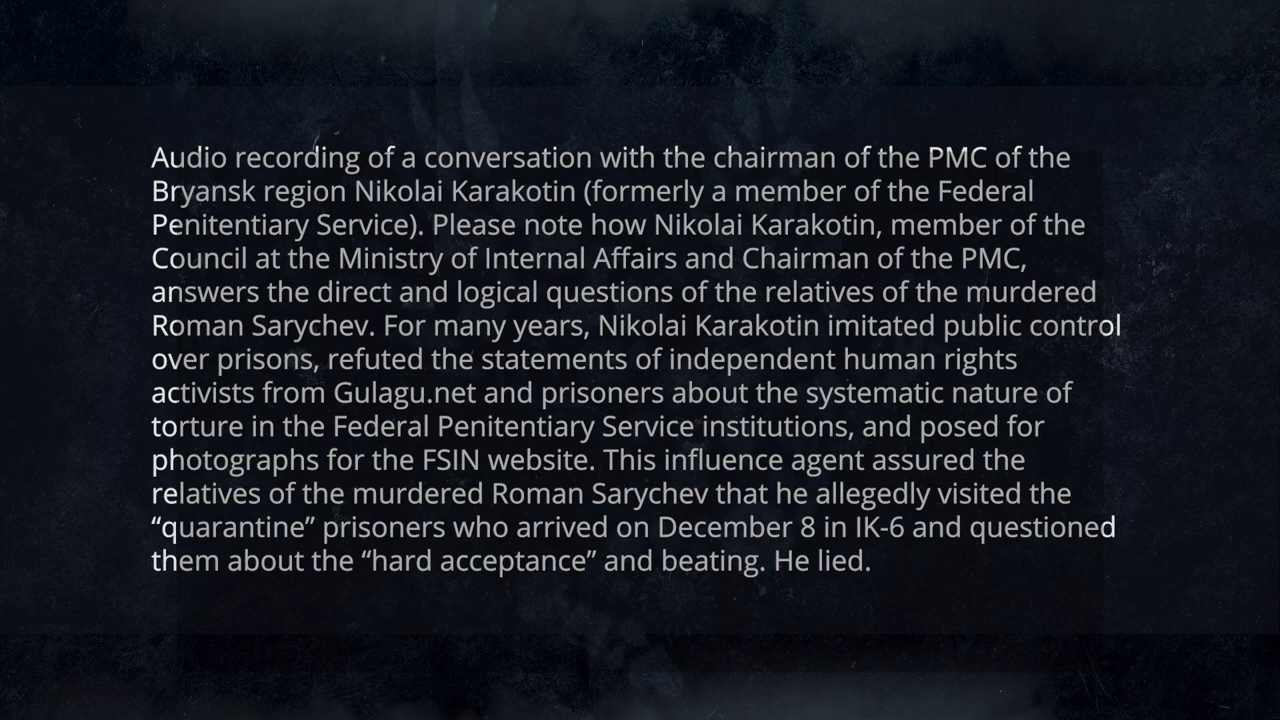 Audio recording of a conversation with the chairman of the PMC of the
Bryansk region Nikolai Karakotin (formerly a member of the Federal
Penitentiary Service). Please note how Nikolai Karakotin, member of the
Council at the Ministry of Internal Affairs and Chairman of the PMC,
answers the direct and logical questions of the relatives of the murdered
Roman Sarychev. For many years, Nikolai Karakotin imitated public control
over prisons, refuted the statements of independent human rights
activists from Gulagu.net and prisoners about the systematic nature of
torture in the Federal Penitentiary Service institutions, and posed for
photographs for the FSIN website. This influence agent assured the
relatives of the murdered Roman Sarychev that he allegedly visited the
“quarantine” prisoners who arrived on December 8 in IK-6 and questioned
them about the “hard acceptance” and beating. He lied.